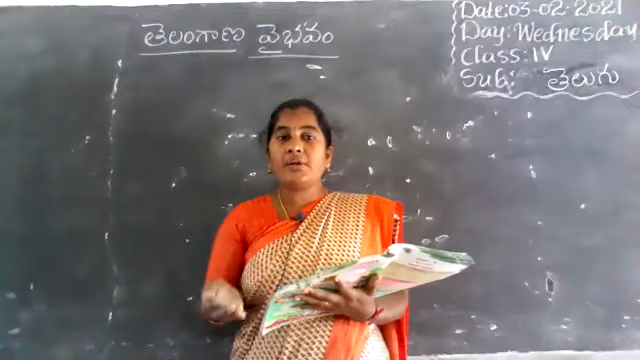 తెలంగాణ వైభవం
Date: 03-02-2021
Day: Wednesday
Class: IV
Sub: తెలుగు